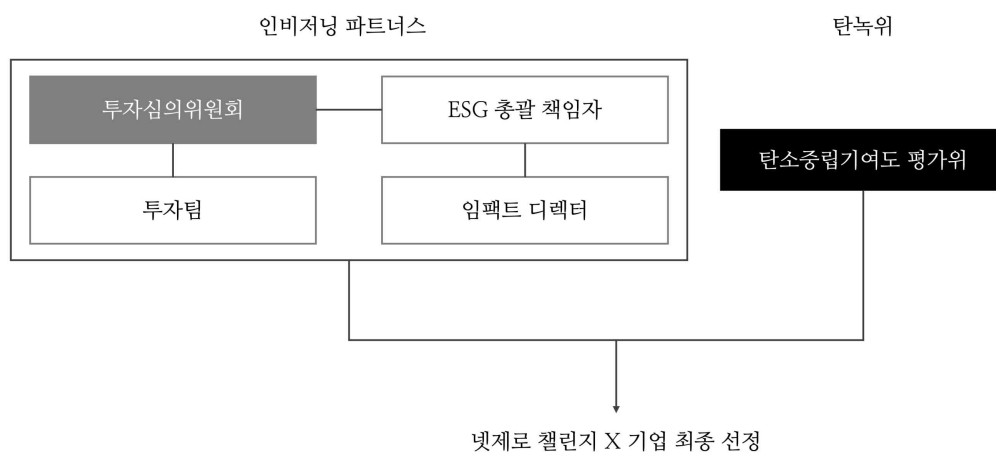 인비저닝 파트너스
탄녹위
투자심의위원회
ESG 총괄 책임자
탄소중립기여도 평가위
투자팀
임팩트 디렉터
넷제로 챌린지 X 기업 최종 선정